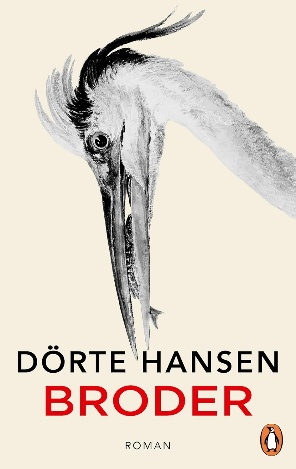 DÖRTE HANSEN
BRODER
ROMAN